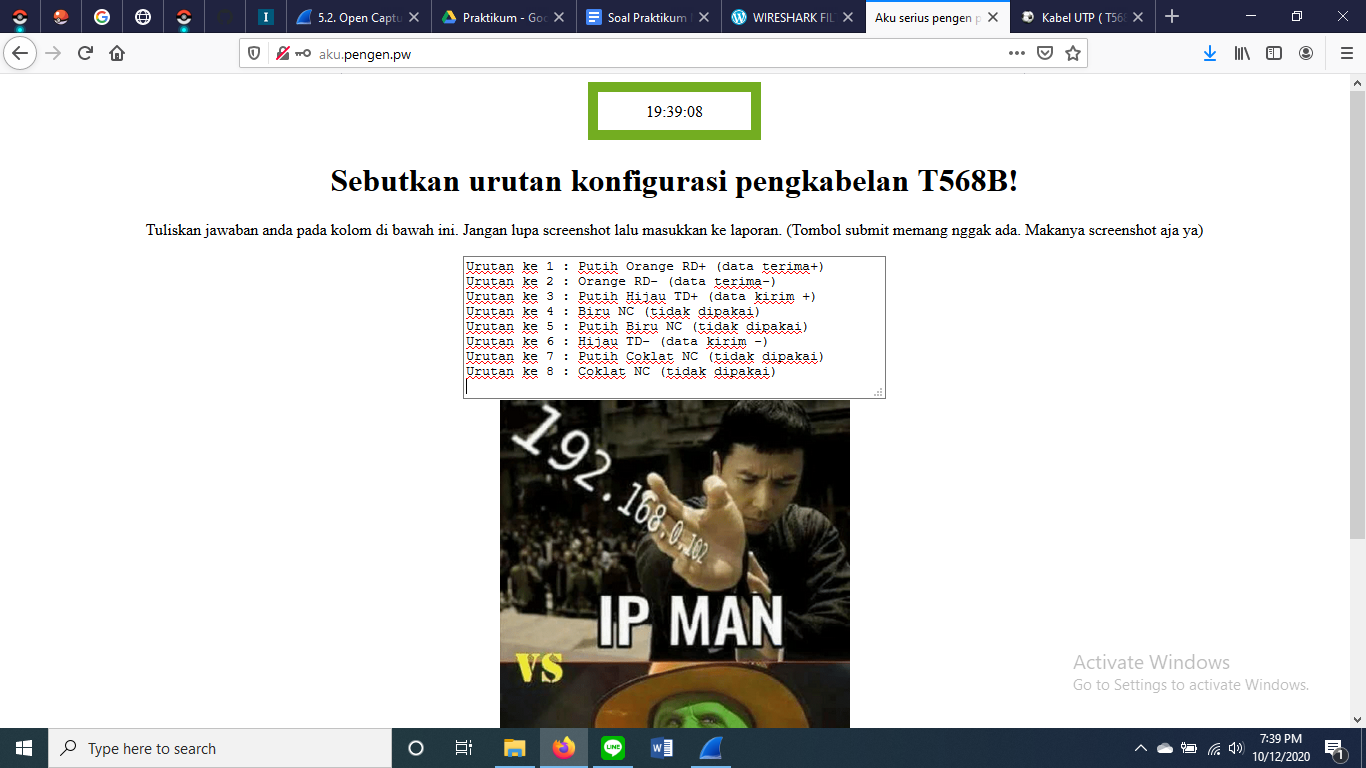 5.2. Open Captu
Praktikum - Goo
Soal Praktikum
WIRESHARK FIL
Aku serius pengen p
Kabel UTP ( T568
aku.pengen.pw
19:39:08
Sebutkan urutan konfigurasi pengkabelan T568B!
Tuliskan jawaban anda pada kolom di bawah ini. Jangan lupa screenshot lalu masukkan ke laporan. (Tombol submit memang nggak ada. Makanya screenshot aja ya)
Urutan ke 1 : Putih Orange RD+ (data terima+)
Urutan ke 2 : Orange RD- (data terima-)
Urutan ke 3 : Putih Hijau TD+ (data kirim +)
Urutan ke 4 : Biru NC (tidak dipakai)
Urutan ke 5 : Putih Biru NC (tidak dipakai)
Urutan ke 6 : Hijau TD- (data kirim -)
Urutan ke 7 : Putih Coklat NC (tidak dipakai)
Urutan ke 8 : Coklat NC (tidak dipakai)
192.168.0.102
IP MAN
VS
Activate Windows
Go to Settings to activate Windows.
Type here to search
7:39 PM
10/12/2020